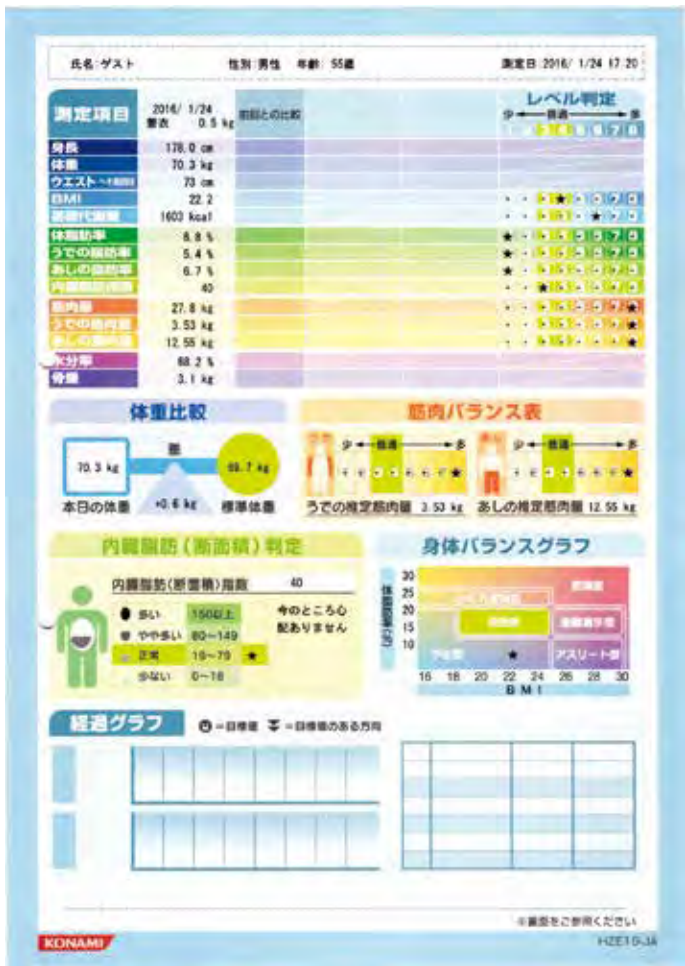 氏名:ゲスト 性別:男性 年齢: 55歳 測定日:2016/ 1/24 17:20
測定項目 2016/ 1/24 前回との比較 レベル判定
着衣 0.5 kg 少 普通 多
身長 178.0 cm
体重 70.3 kg
ウエスト 73 cm
BMI 22.2
基礎代謝量 1603 kcal
体脂肪率 6.8 %
うでの脂肪率 5.4 %
あしの脂肪率 6.7 %
内臓脂肪指数 40
筋肉量 27.8 kg
うでの筋肉量 3.53 kg
あしの筋肉量 12.55 kg
水分率 68.2 %
骨量 3.1 kg
体重比較
70.3 kg 差 69.7 kg
本日の体重 +0.6 kg 標準体重
筋肉バランス表
少 普通 多 少 普通 多
うでの推定筋肉量 3.53 kg あしの推定筋肉量 12.55 kg
内臓脂肪(断面積)判定
内臓脂肪(断面積)指数 40
多い 150以上 今のところ心
やや多い 80〜149 配ありません
正常 19〜79 ★
少ない 0〜18
身体バランスグラフ
体脂肪率(%)
30
25
20
15
10
アスリート型
16 18 20 22 24 26 28 30
BMI
経過グラフ =目標値 =目標値のある方向
※裏面をご参照ください
KONAMI HZE15-JA